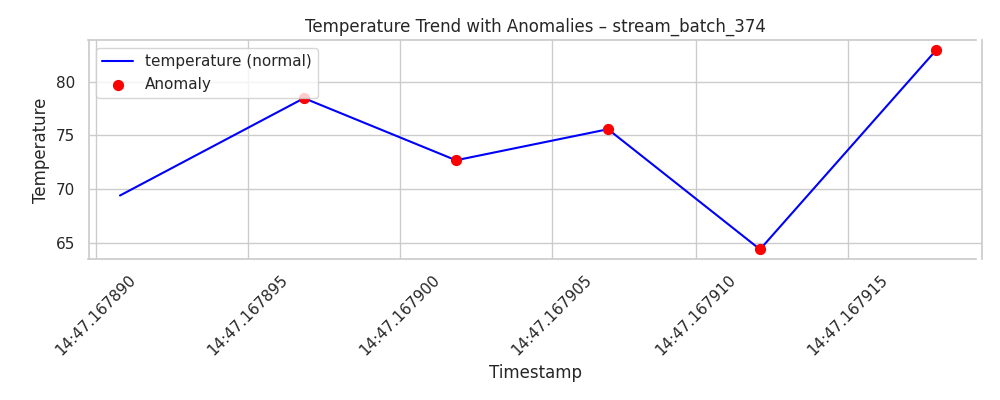 Temperature Trend with Anomalies – stream_batch_374
temperature (normal)
Anomaly
Temperature
80
75
70
65
14:47.167890
14:47.167895
14:47.167900
14:47.167905
14:47.167910
14:47.167915
Timestamp